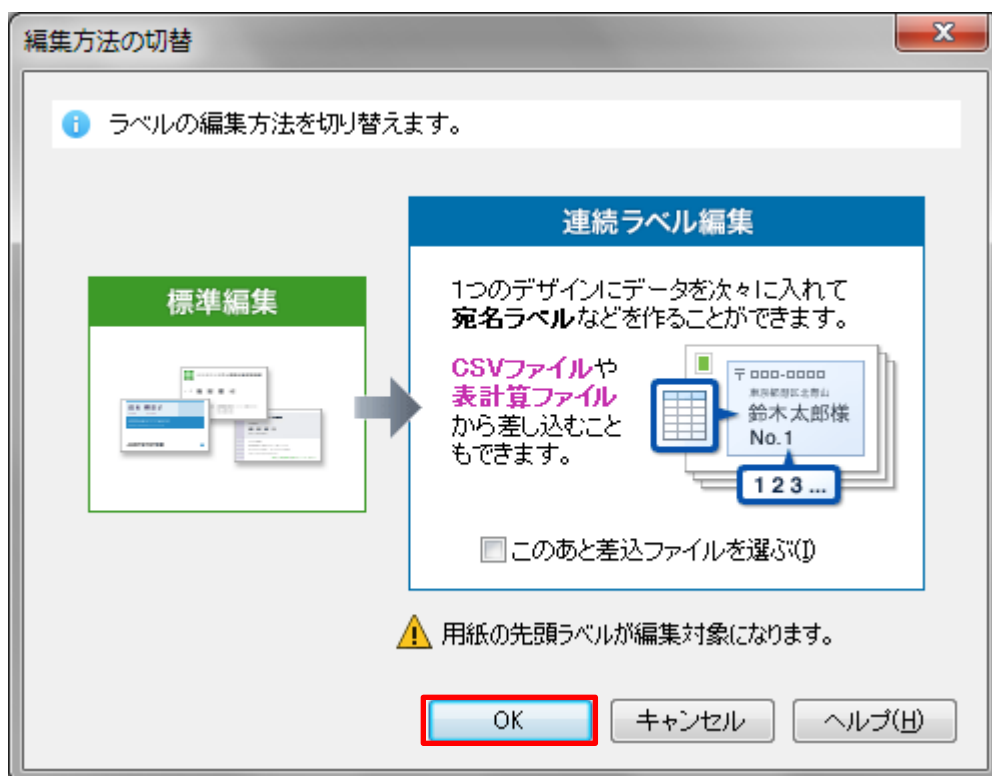 編集方法の切替
ラベルの編集方法を切り替えます。
標準編集
連続ラベル編集
1つのデザインにデータを次々に入れて
宛名ラベルなどを作ることができます。
CSVファイルや
表計算ファイル
から差し込むこと
もできます。
〒000-0000
鈴木太郎様
No.1
1 2 3 ...
このあと差込ファイルを選ぶ(I)
用紙の先頭ラベルが編集対象になります。
OK
キャンセル
ヘルプ(H)